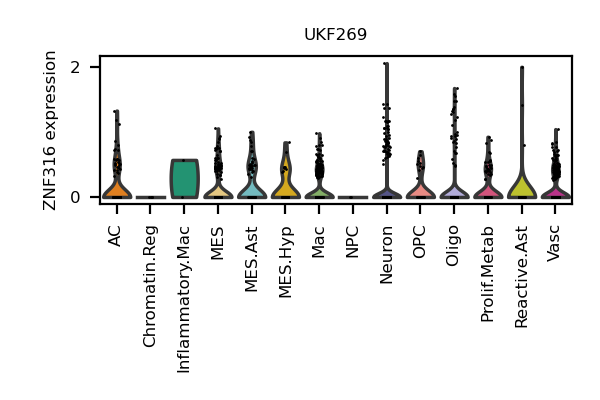 UKF269
ZNF316 expression
2
0
AC
Chromatin.Reg
Inflammatory.Mac
MES
MES.Ast
MES.Hyp
Mac
NPC
Neuron
OPC
Oligo
Prolif.Metab
Reactive.Ast
Vasc